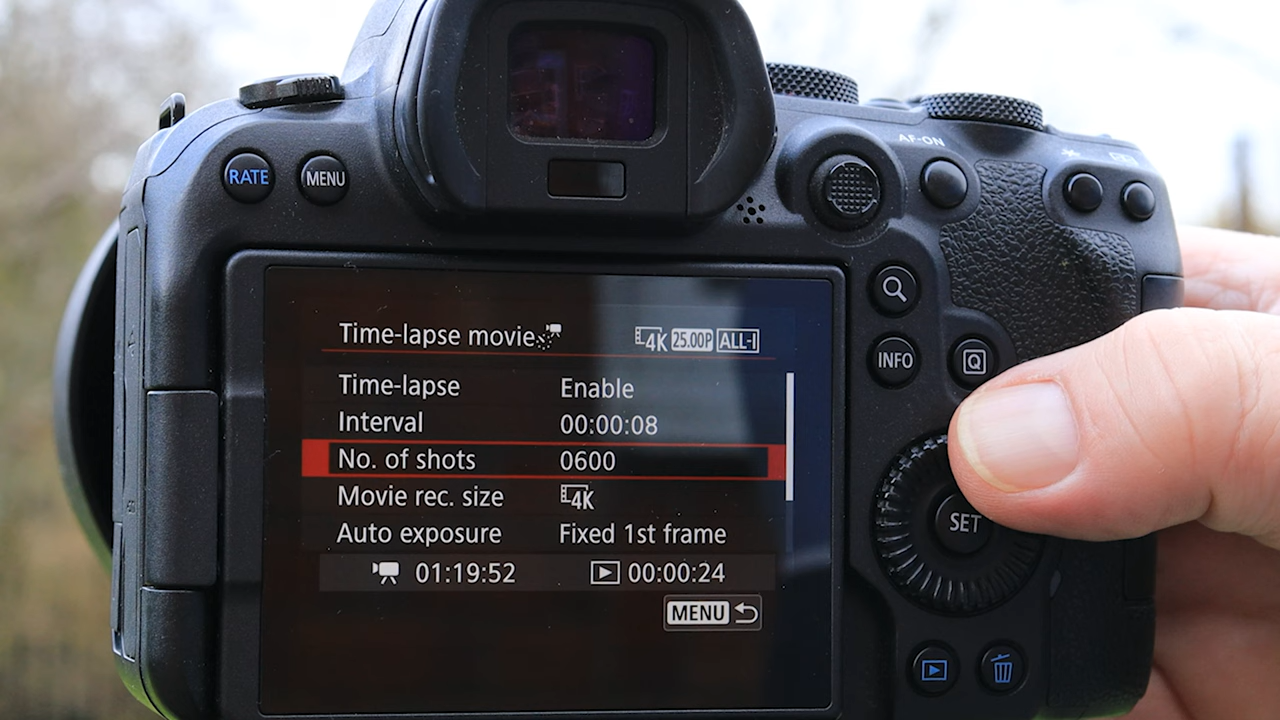 AF-ON
RATE
MENU
INFO
Q
SET
Time-lapse movie 4K 25.00P ALL-I
Time-lapse Enable
Interval 00:00:08
No. of shots 0600
Movie rec. size 4K
Auto exposure Fixed 1st frame
01:19:52 00:00:24
MENU